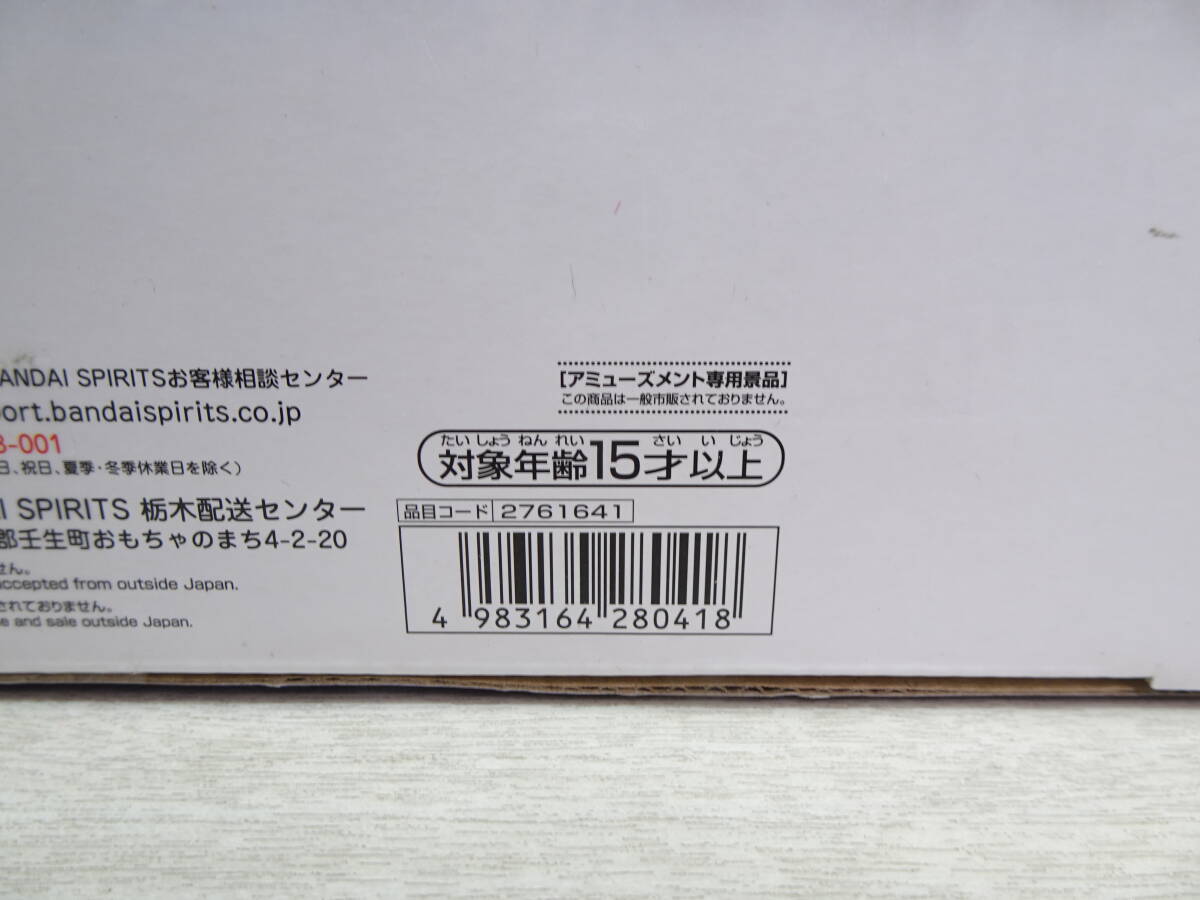 BANDAI SPIRITSお客様相談センター
port.bandaispirits.co.jp
-001
日、祝日、夏季・冬季休業日を除く）
I SPIRITS 栃木配送センター
郡壬生町おもちゃのまち4-2-20
せん。
accepted from outside Japan.
されておりません。
and sale outside Japan.
[アミューズメント専用景品]
この商品は一般市販されておりません。
たい しょう ねん れい さい い じょう
対象年齢15才以上
品目コード 2761641
4 983164 280418